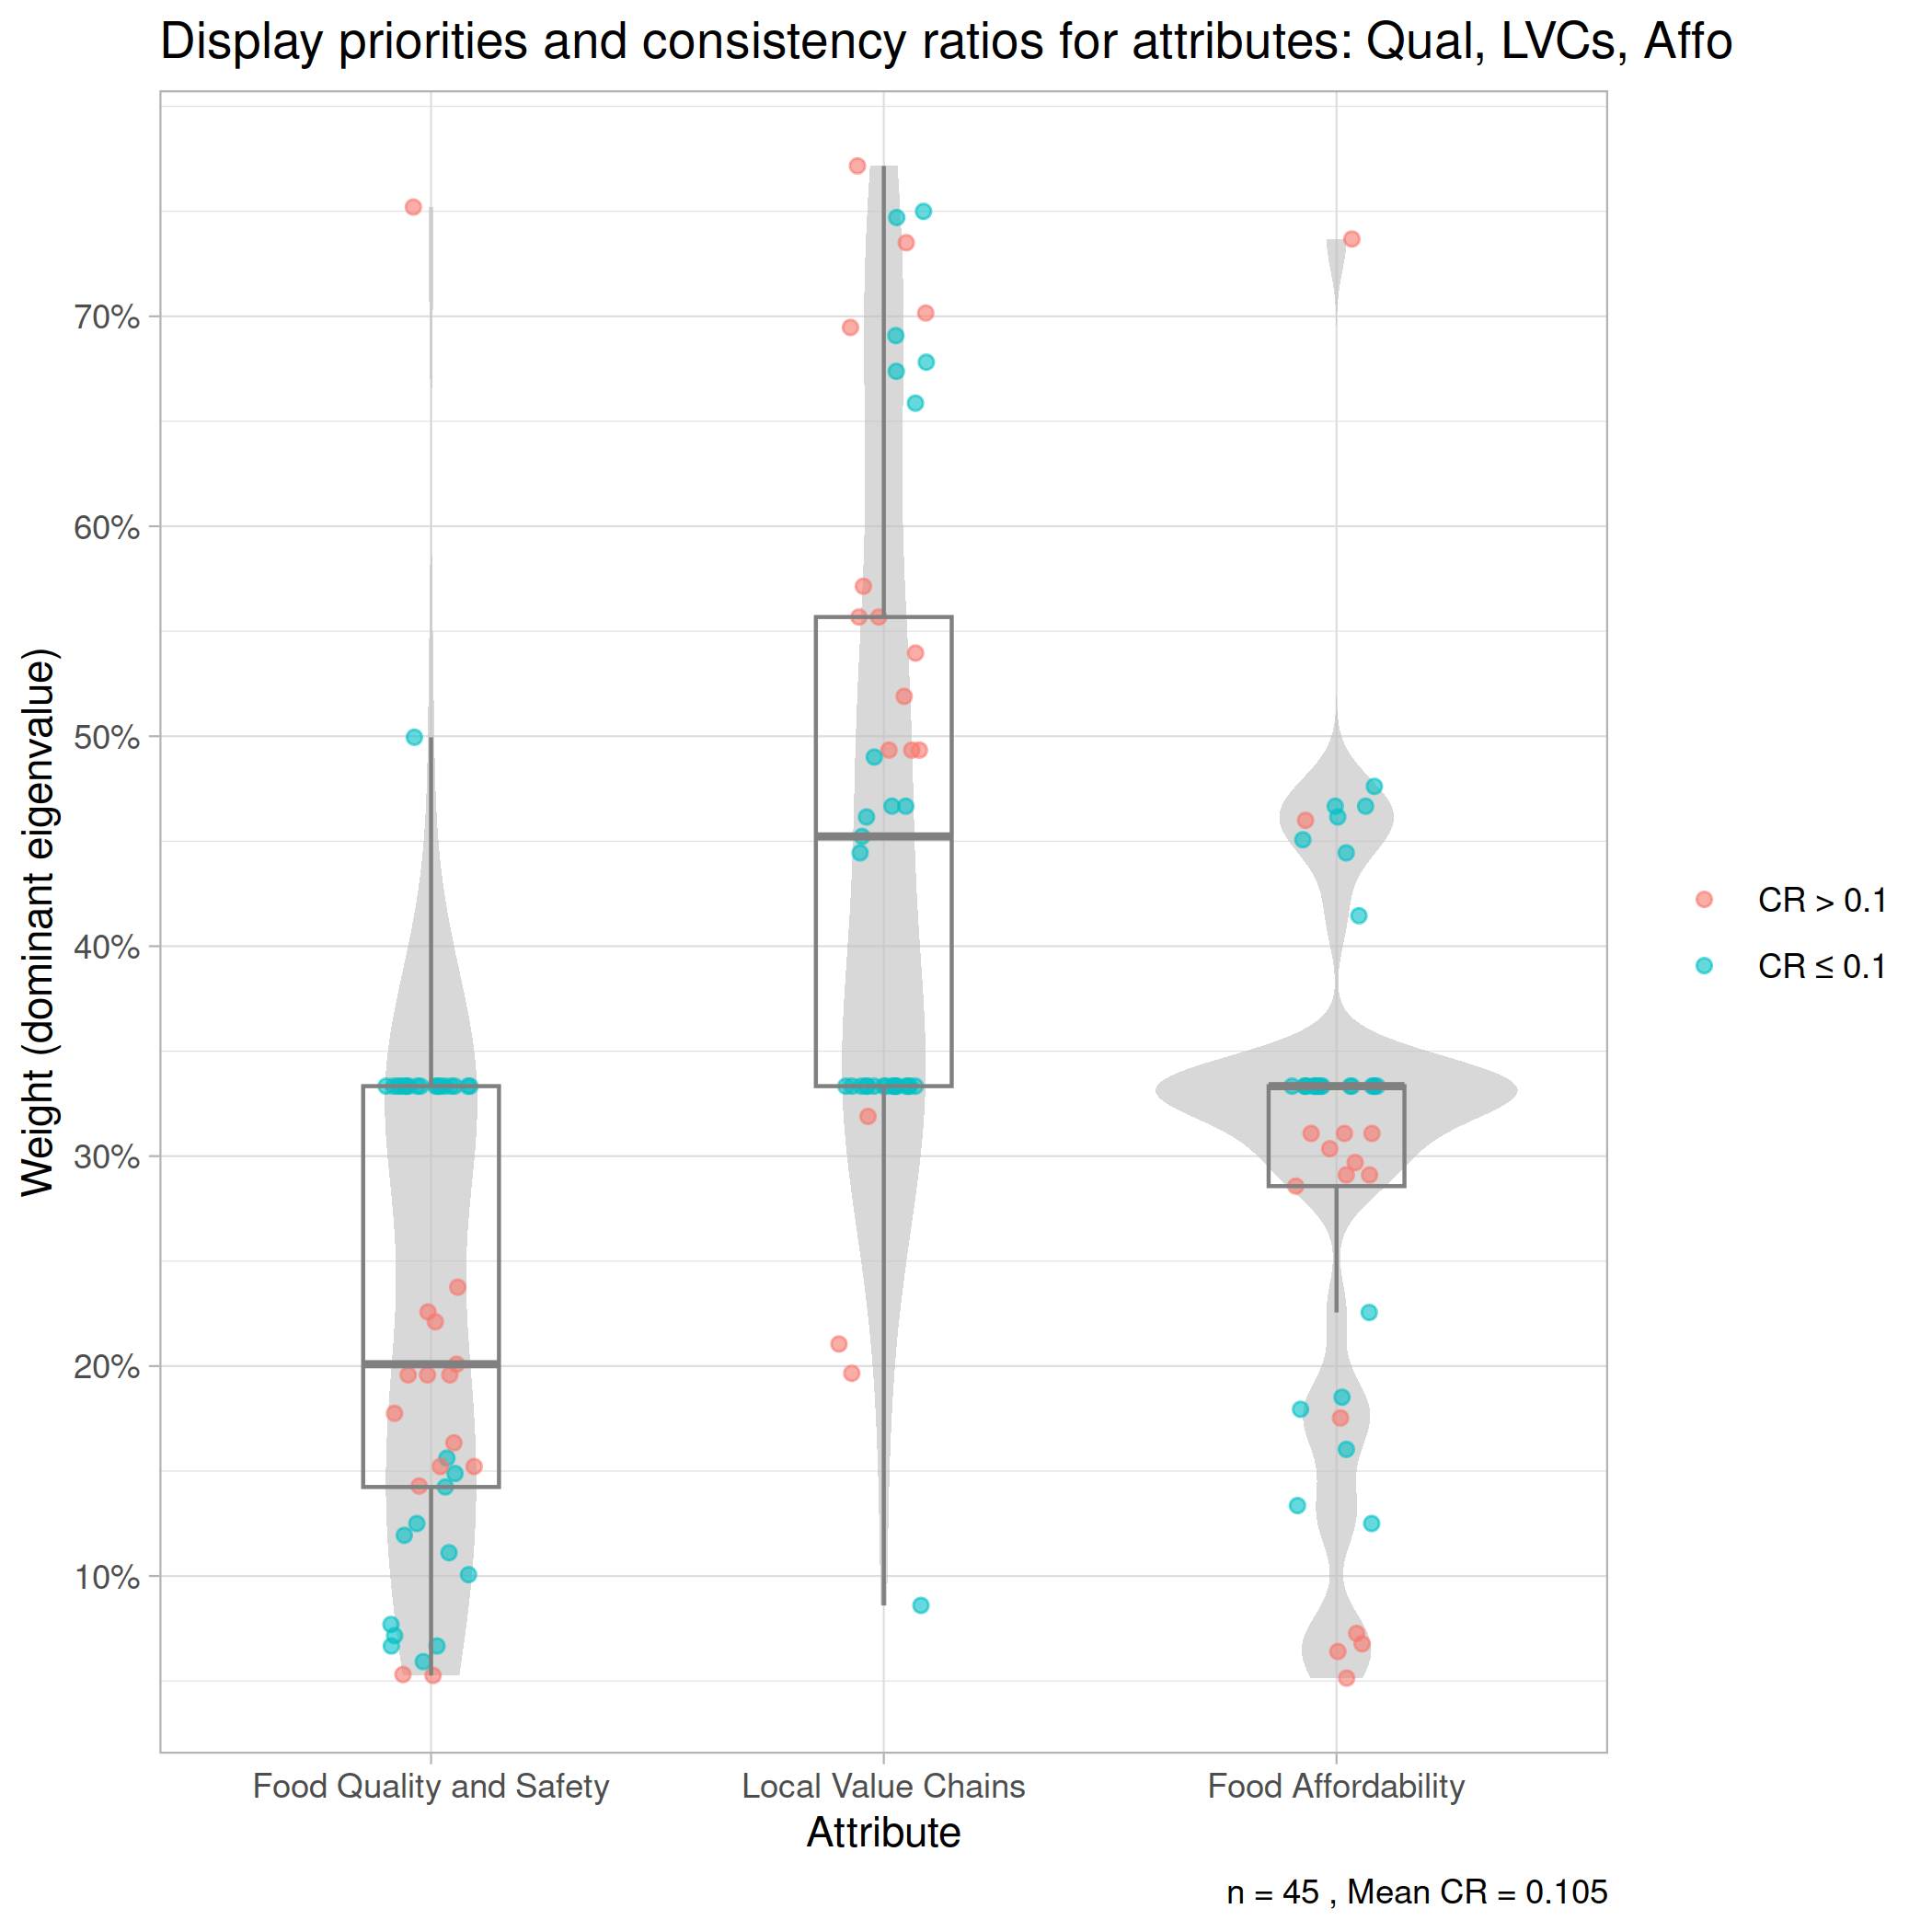 Display priorities and consistency ratios for attributes: Qual, LVCs, Affo
Weight (dominant eigenvalue)
70%
60%
50%
40%
30%
20%
10%
CR > 0.1
CR ≤ 0.1
Food Quality and Safety
Local Value Chains
Food Affordability
Attribute
n = 45 , Mean CR = 0.105